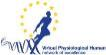 Virtual Physiological Human
network of excellence